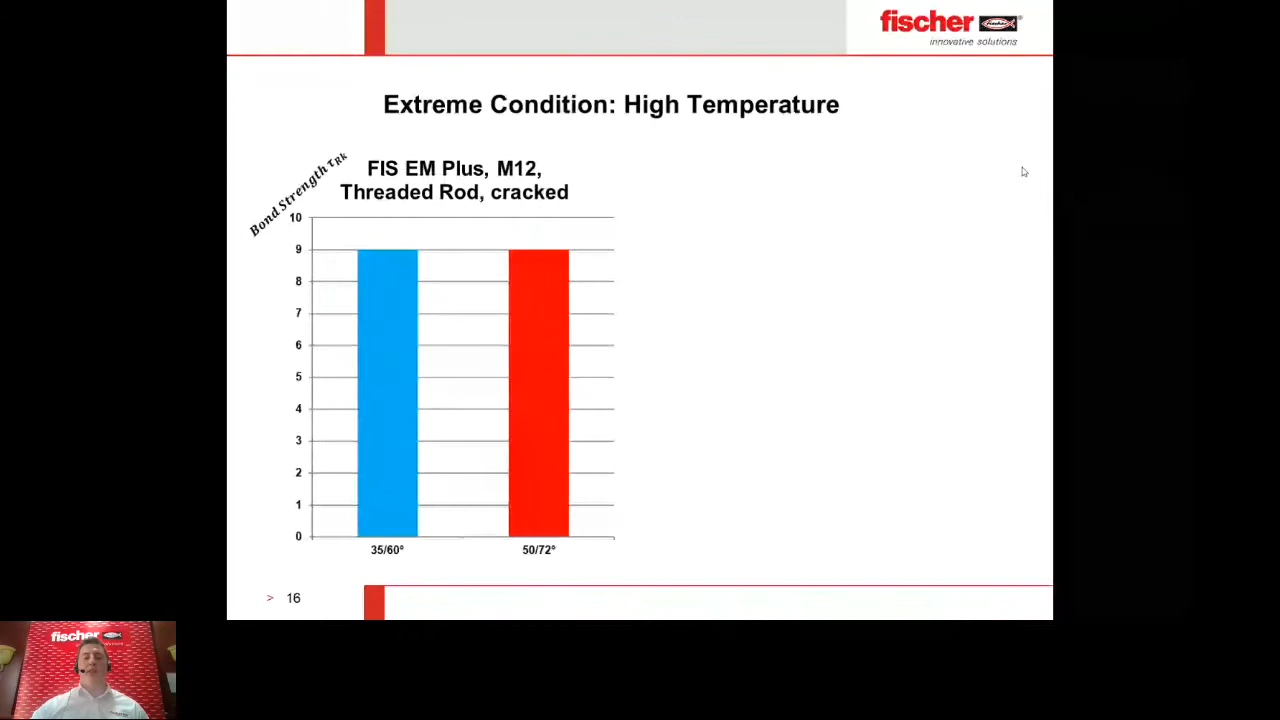 fischer
innovative solutions
Extreme Condition: High Temperature
Bond Strength τRk
FIS EM Plus, M12,
Threaded Rod, cracked
10
9
8
7
6
5
4
3
2
1
0
35/60°
50/72°
> 16
fischer